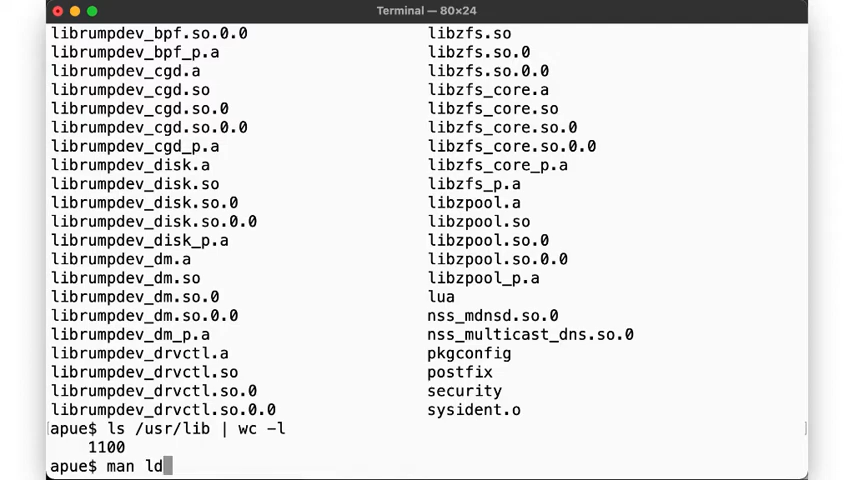 Terminal — 80×24
librumpdev_bpf.so.0.0 libzfs.so
librumpdev_bpf_p.a libzfs.so.0
librumpdev_cgd.a libzfs.so.0.0
librumpdev_cgd.so libzfs_core.a
librumpdev_cgd.so.0 libzfs_core.so
librumpdev_cgd.so.0.0 libzfs_core.so.0
librumpdev_cgd_p.a libzfs_core.so.0.0
librumpdev_disk.a libzfs_core_p.a
librumpdev_disk.so libzfs_p.a
librumpdev_disk.so.0 libzpool.a
librumpdev_disk.so.0.0 libzpool.so
librumpdev_disk_p.a libzpool.so.0
librumpdev_dm.a libzpool.so.0.0
librumpdev_dm.so libzpool_p.a
librumpdev_dm.so.0 lua
librumpdev_dm.so.0.0 nss_mdnsd.so.0
librumpdev_dm_p.a nss_multicast_dns.so.0
librumpdev_drvctl.a pkgconfig
librumpdev_drvctl.so postfix
librumpdev_drvctl.so.0 security
librumpdev_drvctl.so.0.0 sysident.o
[apue$ ls /usr/lib | wc -l ]
1100
apue$ man ld